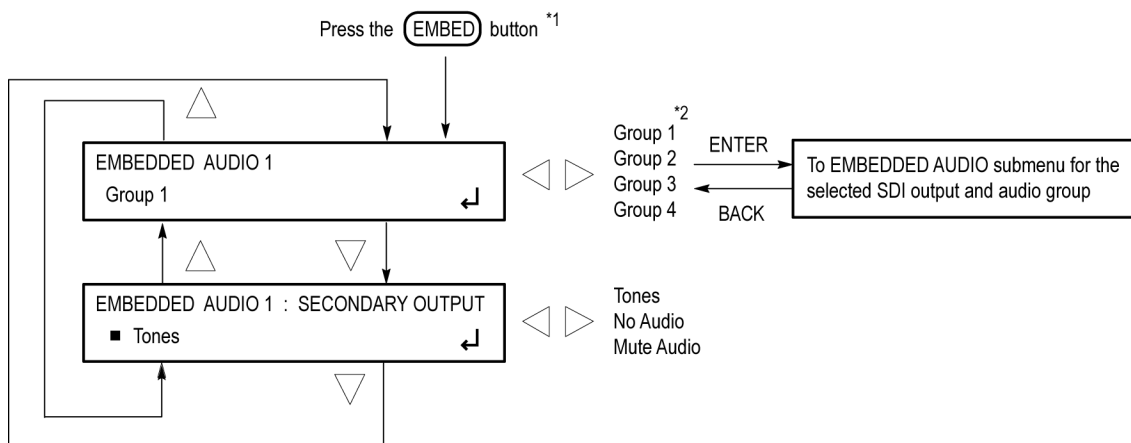 Press the EMBED button *1
EMBEDDED AUDIO 1
Group 1
*2
Group 1
Group 2
Group 3
Group 4
ENTER
BACK
To EMBEDDED AUDIO submenu for the
selected SDI output and audio group
EMBEDDED AUDIO 1 : SECONDARY OUTPUT
■ Tones
Tones
No Audio
Mute Audio